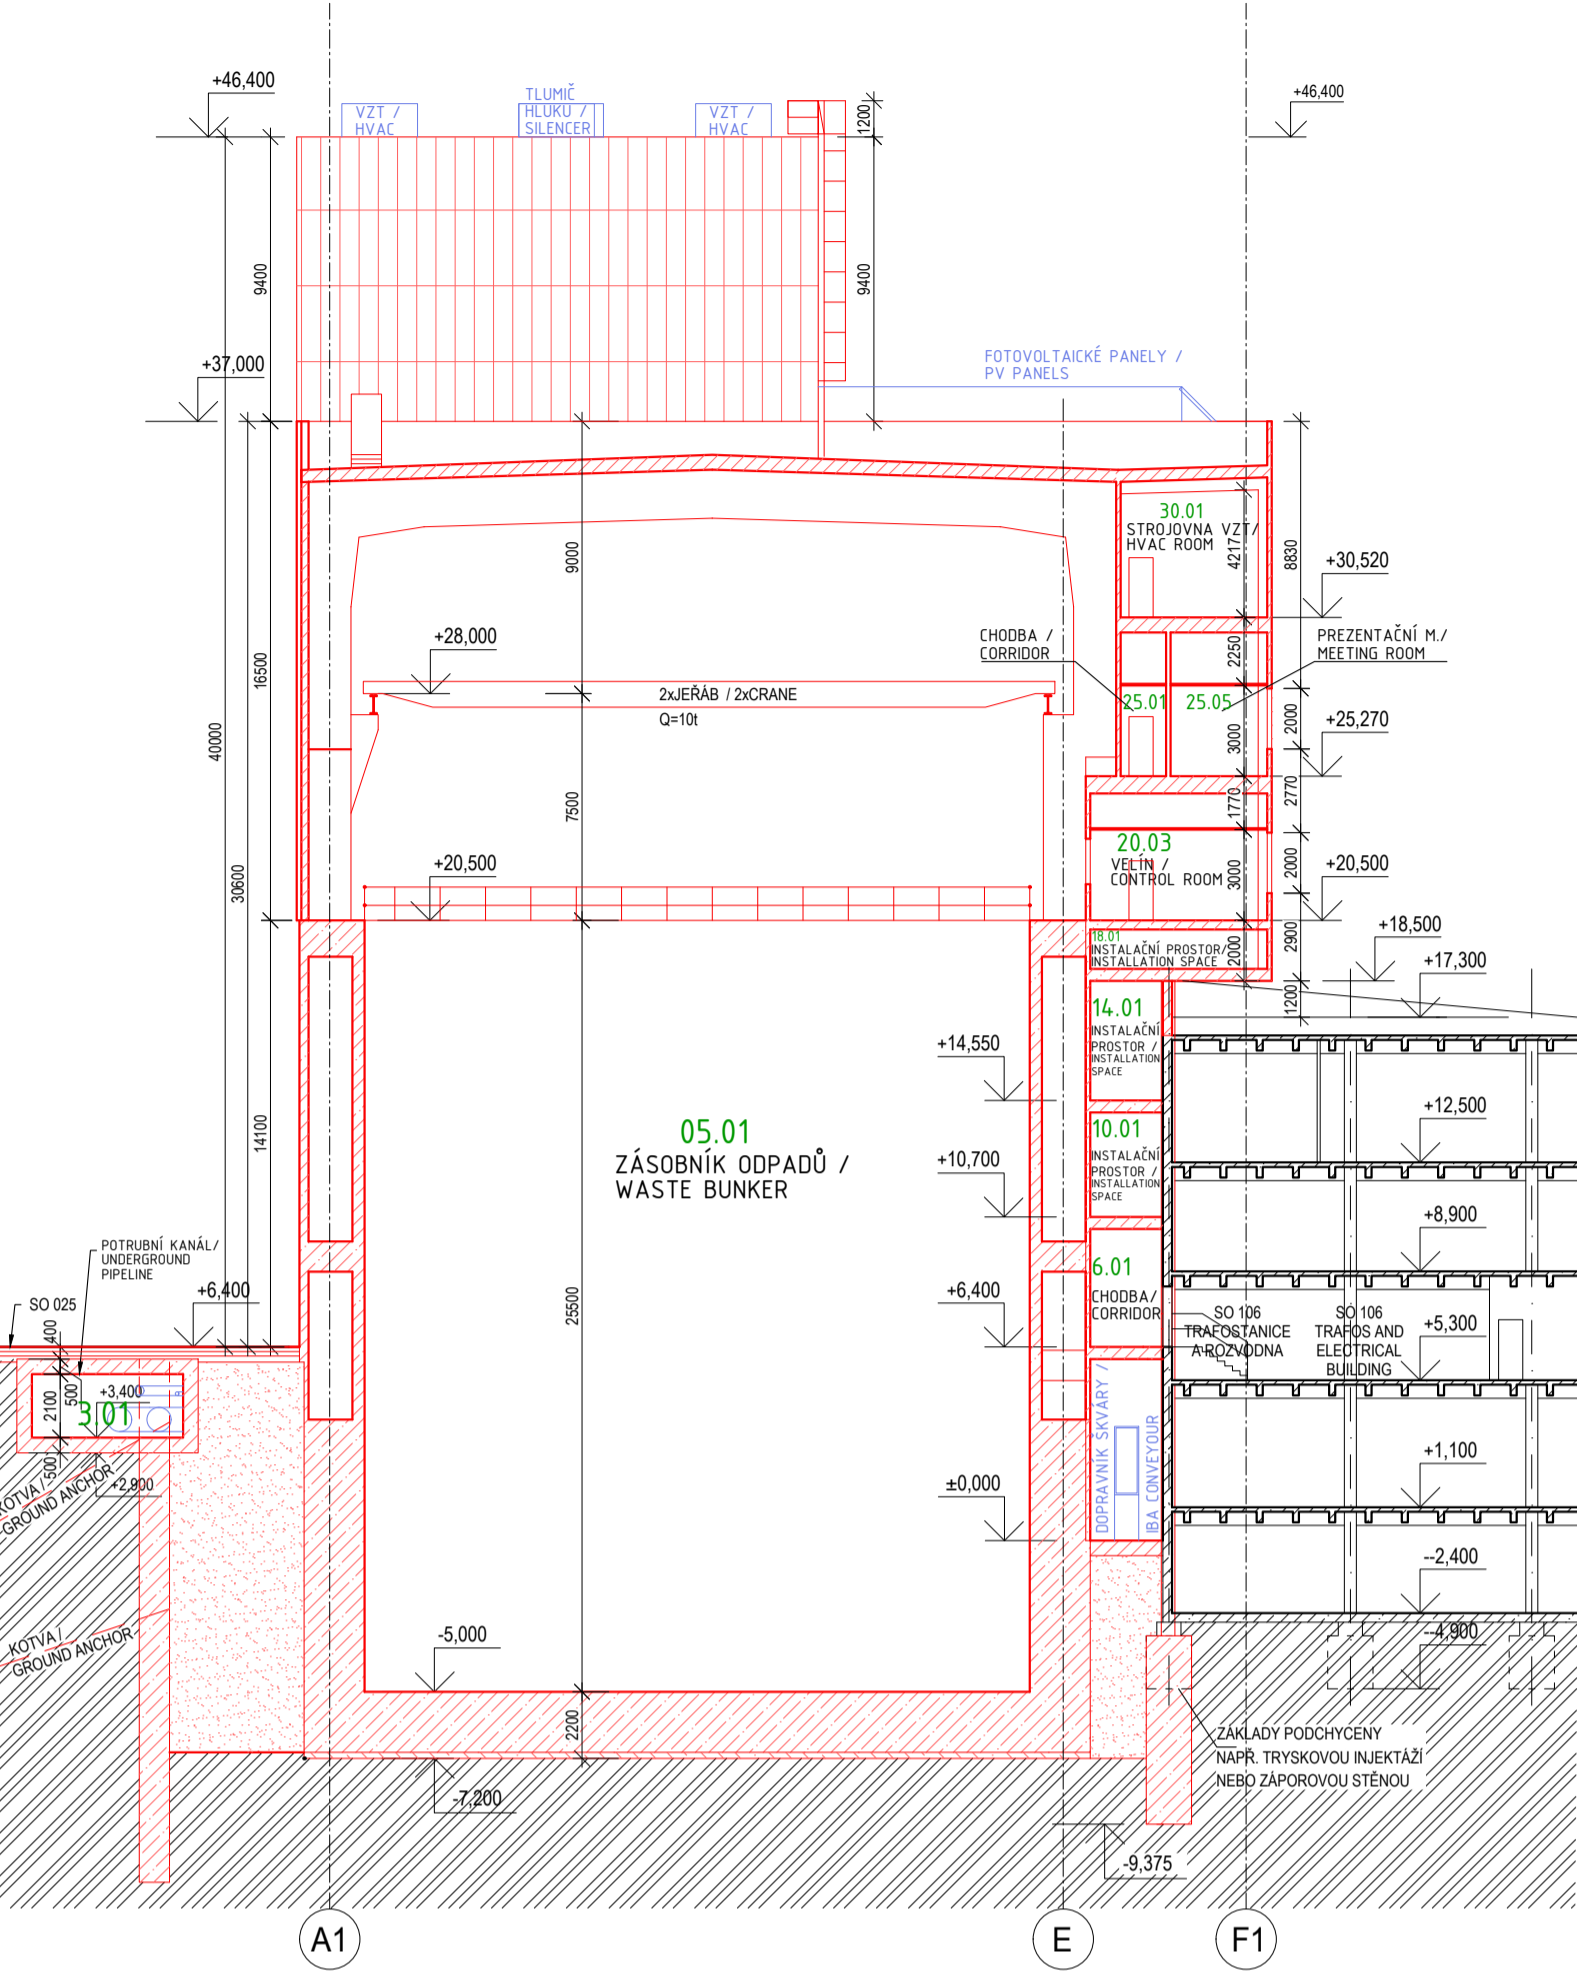 +46,400
VZT /
HVAC
TLUMIČ
HLUKU /
SILENCER
VZT /
HVAC
1200
+46,400
9400
9400
+37,000
FOTOVOLTAICKÉ PANELY /
PV PANELS
30.01
STROJOVNA VZT/
HVAC ROOM
4217
8830
+30,520
9000
16500
40000
30600
+28,000
2xJEŘÁB / 2xCRANE
Q=10t
CHODBA /
CORRIDOR
PREZENTAČNÍ M./
MEETING ROOM
2250
25.01
25.05
3000
2000
+25,270
1770
2770
7500
+20,500
20.03
VELÍN /
CONTROL ROOM
3000
2000
+20,500
18.01
INSTALAČNÍ PROSTOR/
INSTALLATION SPACE
2000
2900
+18,500
+17,300
1200
14.01
INSTALAČNÍ
PROSTOR /
INSTALLATION
SPACE
+14,550
14100
05.01
ZÁSOBNÍK ODPADŮ /
WASTE BUNKER
10.01
INSTALAČNÍ
PROSTOR /
INSTALLATION
SPACE
+12,500
+10,700
+8,900
POTRUBNÍ KANÁL/
UNDERGROUND
PIPELINE
SO 025
+6,400
25500
6.01
CHODBA/
CORRIDOR
+6,400
SO 106
TRAFOSTANICE
A ROZVODNA
SO 106
TRAFOS AND
ELECTRICAL
BUILDING
+5,300
400
500
2100
+3,400
3.01
500
+2,900
KOTVA /
GROUND ANCHOR
DOPRAVNÍK ŠKVÁRY /
IBA CONVEYOUR
+1,100
±0,000
--2,400
--4,900
KOTVA /
GROUND ANCHOR
-5,000
2200
-7,200
ZÁKLADY PODCHYCENY
NAPŘ. TRYSKOVOU INJEKTÁŽÍ
NEBO ZÁPOROVOU STĚNOU
-9,375
A1
E
F1